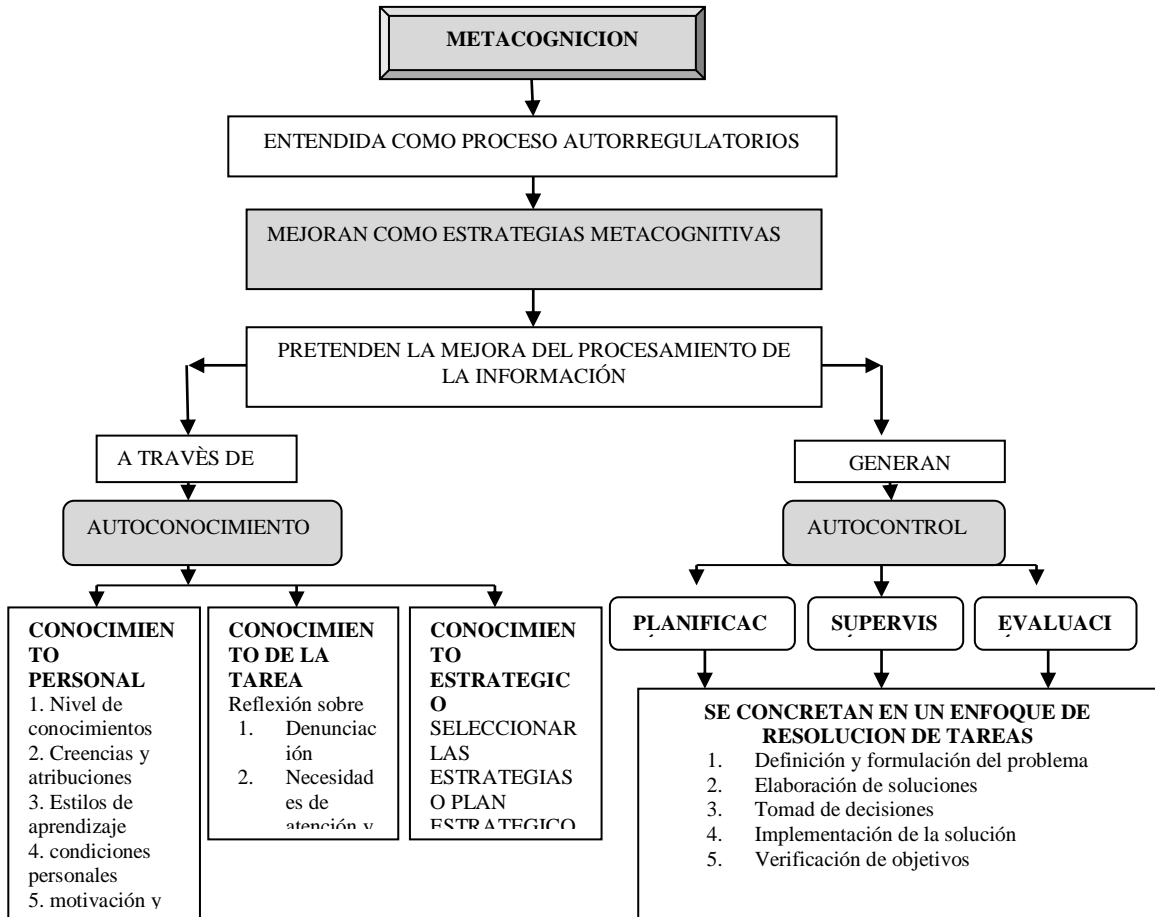 METACOGNICION
ENTENDIDA COMO PROCESO AUTORREGULATORIOS
MEJORAN COMO ESTRATEGIAS METACOGNITIVAS
PRETENDEN LA MEJORA DEL PROCESAMIENTO DE
LA INFORMACIÓN
A TRAVÈS DE
GENERAN
AUTOCONOCIMIENTO
AUTOCONTROL
CONOCIMIEN
TO
PERSONAL
1. Nivel de
conocimientos
2. Creencias y
atribuciones
3. Estilos de
aprendizaje
4. condiciones
personales
5. motivación y
CONOCIMIEN
TO DE LA
TAREA
Reflexión sobre
1. Denunciac
ión
2. Necesidad
es de
atención y
CONOCIMIEN
TO
ESTRATEGIC
O
SELECCIONAR
LAS
ESTRATEGIAS
O PLAN
ESTRATEGICO
PLANIFICAC
SUPERVIS
EVALUACI
SE CONCRETAN EN UN ENFOQUE DE
RESOLUCION DE TAREAS
1. Definición y formulación del problema
2. Elaboración de soluciones
3. Tomad de decisiones
4. Implementación de la solución
5. Verificación de objetivos